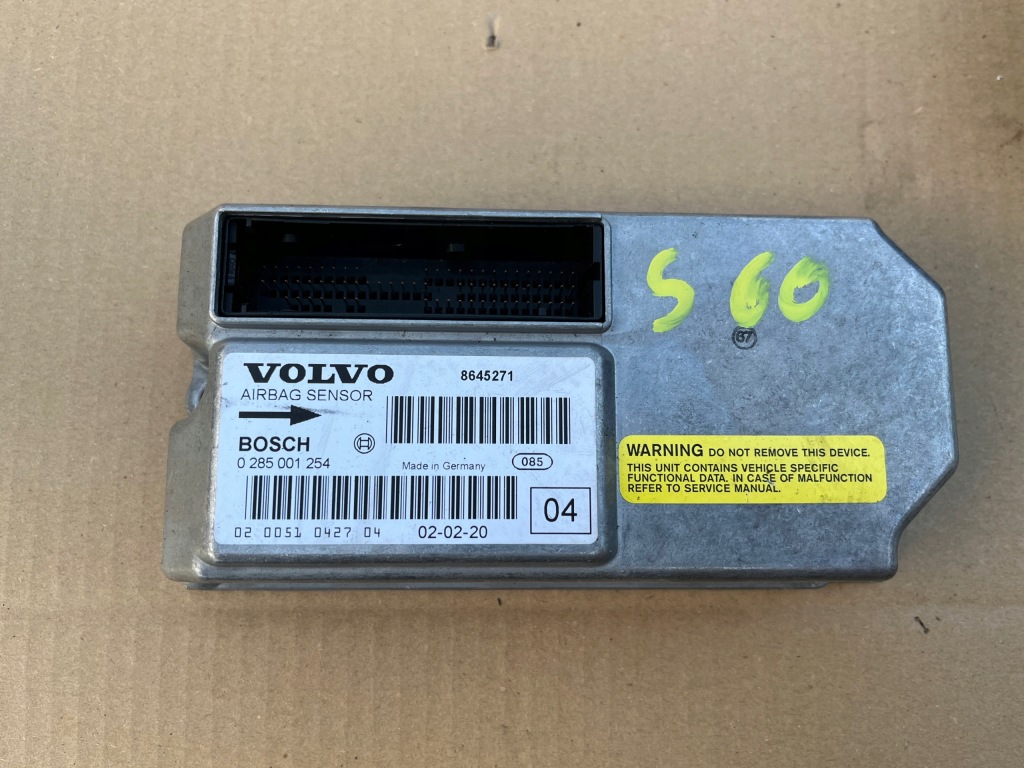 S 60
67
VOLVO
8645271
AIRBAG SENSOR
BOSCH
0 285 001 254
Made in Germany
085
02 0051 0427 04
02-02-20
04
WARNING DO NOT REMOVE THIS DEVICE.
THIS UNIT CONTAINS VEHICLE SPECIFIC
FUNCTIONAL DATA. IN CASE OF MALFUNCTION
REFER TO SERVICE MANUAL.